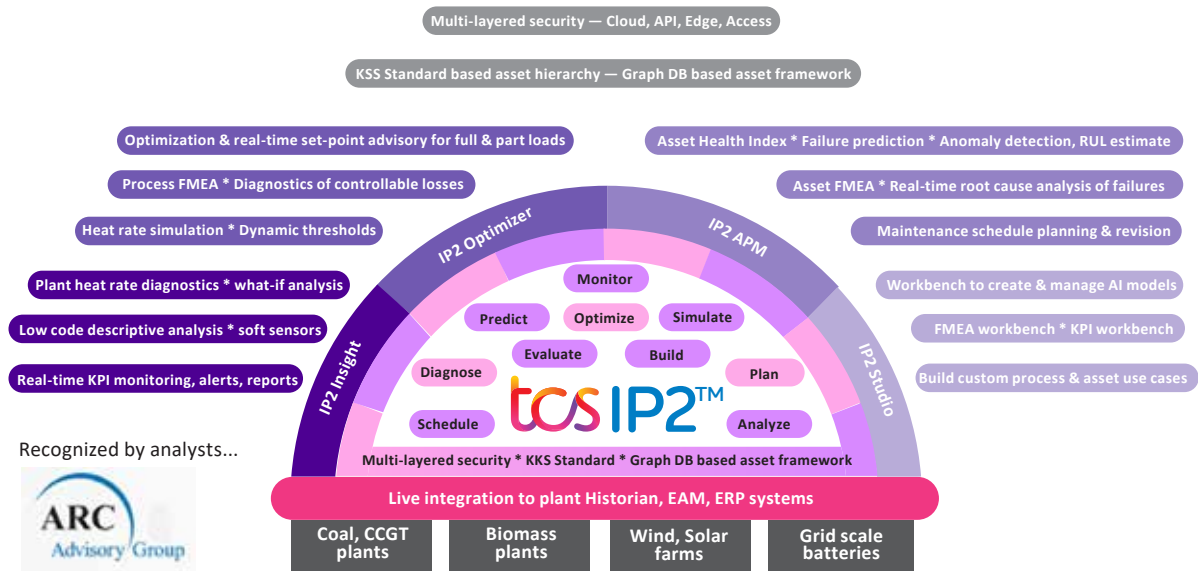 Multi-layered security — Cloud, API, Edge, Access
KSS Standard based asset hierarchy — Graph DB based asset framework
Optimization & real-time set-point advisory for full & part loads
Process FMEA * Diagnostics of controllable losses
Heat rate simulation * Dynamic thresholds
Plant heat rate diagnostics * what-if analysis
Low code descriptive analysis * soft sensors
Real-time KPI monitoring, alerts, reports
Asset Health Index * Failure prediction * Anomaly detection, RUL estimate
Asset FMEA * Real-time root cause analysis of failures
Maintenance schedule planning & revision
Workbench to create & manage AI models
FMEA workbench * KPI workbench
Build custom process & asset use cases
IP2 Insight
IP2 Optimizer
IP2 APM
IP2 Studio
Monitor
Predict
Optimize
Simulate
Evaluate
Build
Diagnose
Plan
Schedule
Analyze
tcs IP2™
Multi-layered security * KKS Standard * Graph DB based asset framework
Live integration to plant Historian, EAM, ERP systems
Coal, CCGT
plants
Biomass
plants
Wind, Solar
farms
Grid scale
batteries
Recognized by analysts...
ARC
Advisory Group